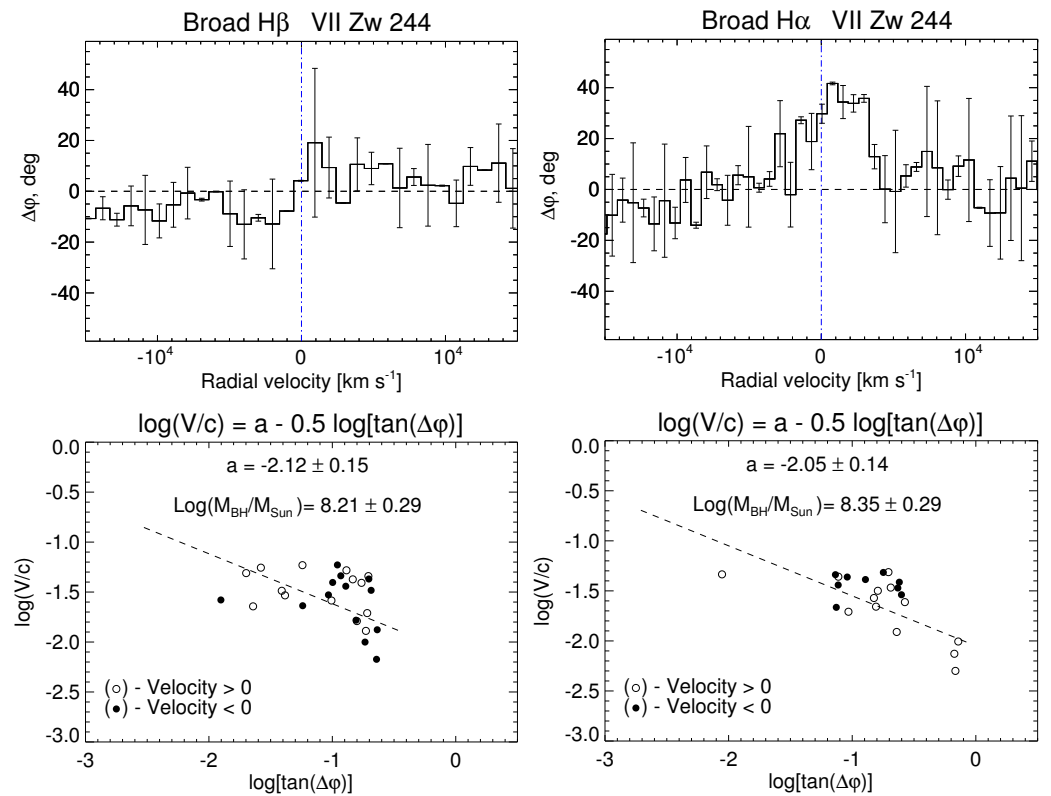 Broad Hβ VII Zw 244
40
20
0
-20
-40
Δφ, deg
-10⁴ 0 10⁴
Radial velocity [km s⁻¹]
Broad Hα VII Zw 244
40
20
0
-20
-40
Δφ, deg
-10⁴ 0 10⁴
Radial velocity [km s⁻¹]
log(V/c) = a - 0.5 log[tan(Δφ)]
a = -2.12 ± 0.15
Log(M_BH/M_Sun)= 8.21 ± 0.29
0.0
-0.5
-1.0
-1.5
-2.0
-2.5
-3.0
log(V/c)
(○) - Velocity > 0
(●) - Velocity < 0
-3 -2 -1 0
log[tan(Δφ)]
log(V/c) = a - 0.5 log[tan(Δφ)]
a = -2.05 ± 0.14
Log(M_BH/M_Sun)= 8.35 ± 0.29
0.0
-0.5
-1.0
-1.5
-2.0
-2.5
-3.0
log(V/c)
(○) - Velocity > 0
(●) - Velocity < 0
-3 -2 -1 0
log[tan(Δφ)]